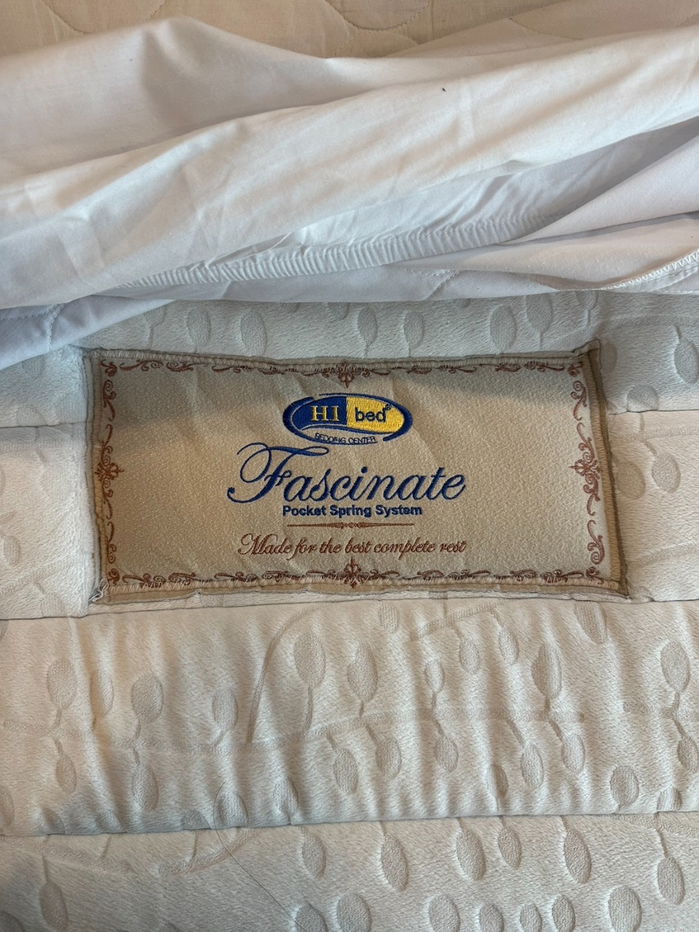 HI bed
BEDDING CENTER
Fascinate
Pocket Spring System
Made for the best complete rest